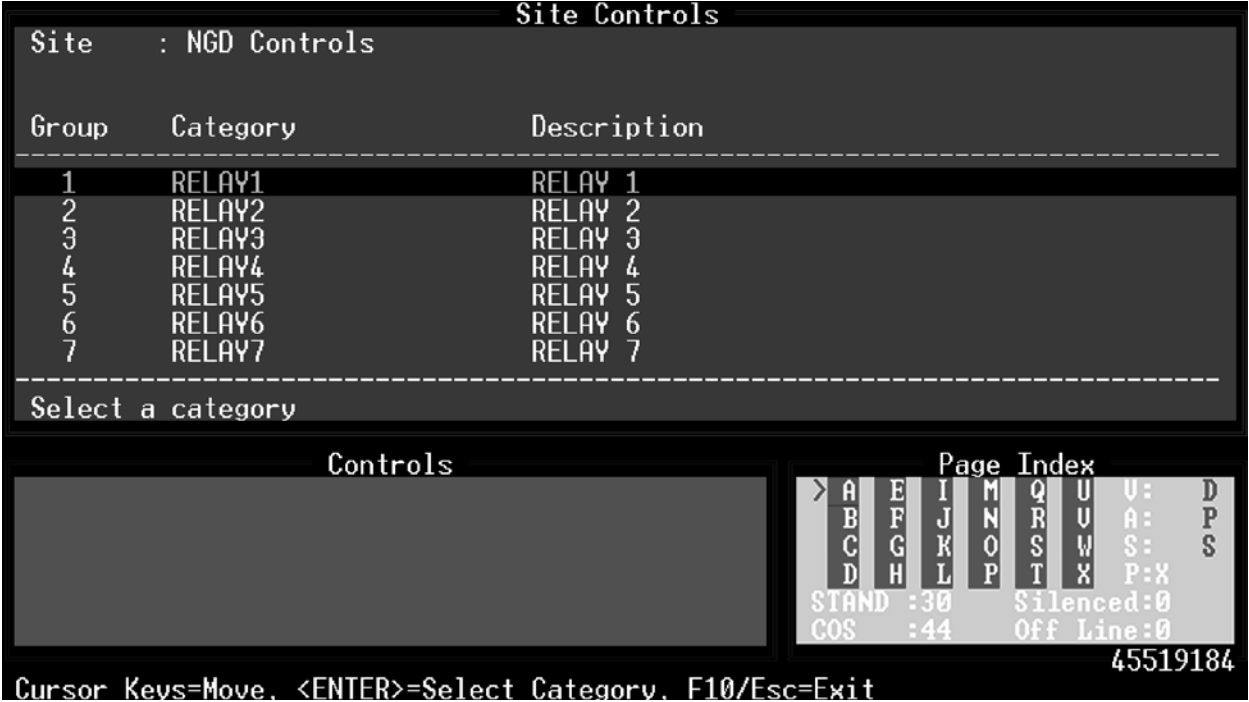 Site Controls
Site : NGD Controls
Group Category Description
1 RELAY1 RELAY 1
2 RELAY2 RELAY 2
3 RELAY3 RELAY 3
4 RELAY4 RELAY 4
5 RELAY5 RELAY 5
6 RELAY6 RELAY 6
7 RELAY7 RELAY 7
Select a category
Controls
Page Index
> A E I M Q U V: D
B F J N R V A: P
C G K O S W S: S
D H L P T X P:X
STAND :30 Silenced:0
COS :44 Off Line:0
45519184
Cursor Keys=Move, <ENTER>=Select Category, F10/Esc=Exit